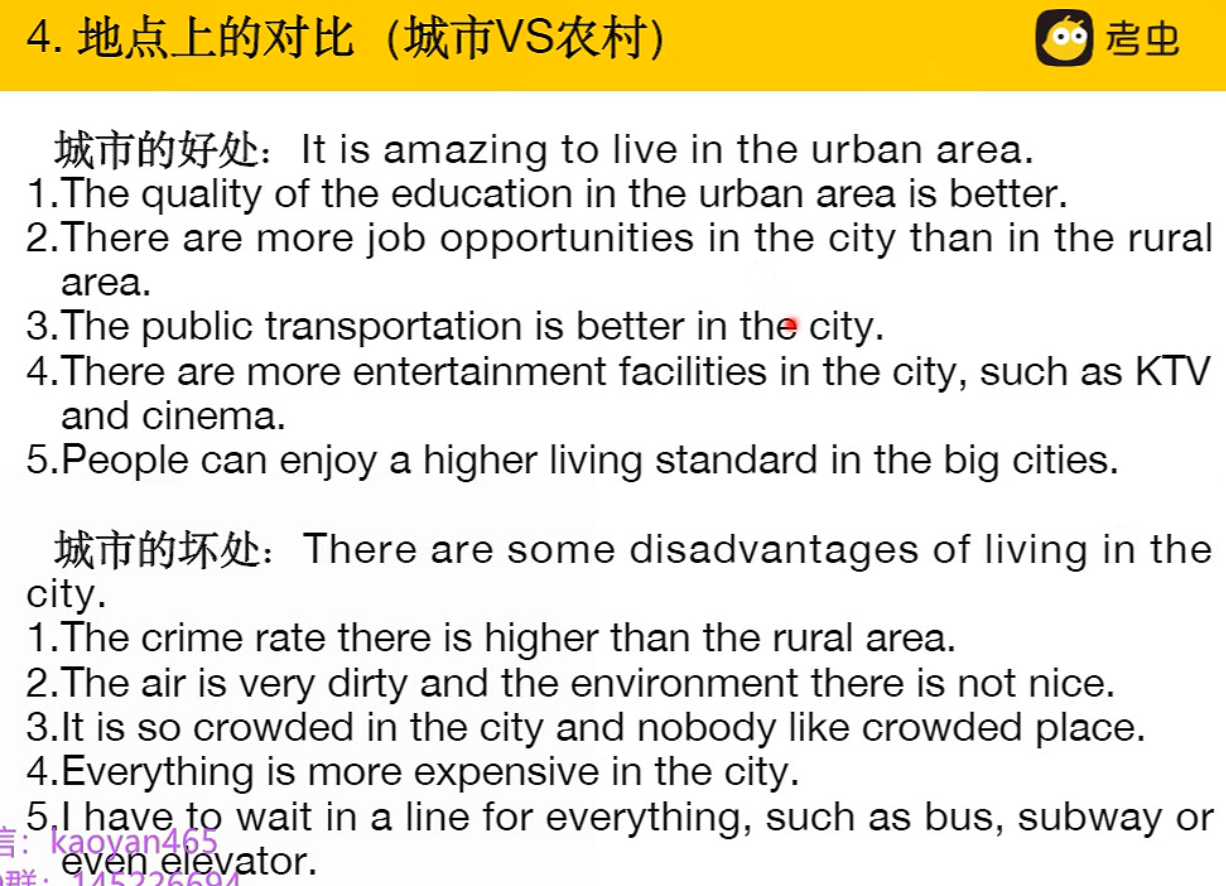 4. 地点上的对比（城市VS农村）
考虫
城市的好处：It is amazing to live in the urban area.
1.The quality of the education in the urban area is better.
2.There are more job opportunities in the city than in the rural
area.
3.The public transportation is better in the city.
4.There are more entertainment facilities in the city, such as KTV
and cinema.
5.People can enjoy a higher living standard in the big cities.
城市的坏处：There are some disadvantages of living in the
city.
1.The crime rate there is higher than the rural area.
2.The air is very dirty and the environment there is not nice.
3.It is so crowded in the city and nobody like crowded place.
4.Everything is more expensive in the city.
5.I have to wait in a line for everything, such as bus, subway or
信：kaoyan465
even elevator.
群：145226694